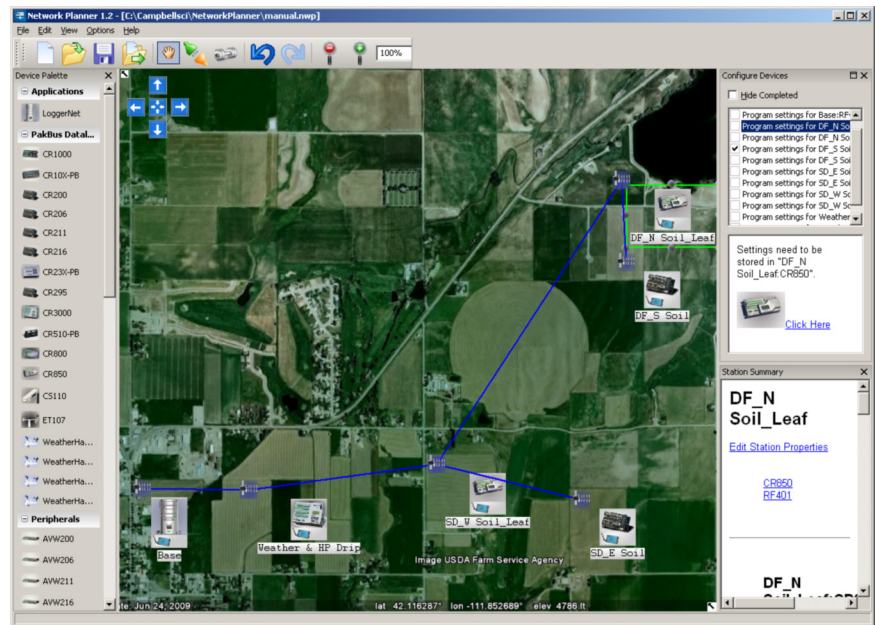 Network Planner 1.2 - [C:\Campbellsci\NetworkPlanner\manual.nwp]
File Edit View Options Help
100%
Device Palette
Applications
LoggerNet
PakBus Datal...
CR1000
CR10X-PB
CR200
CR206
CR211
CR216
CR23X-PB
CR295
CR3000
CR510-PB
CR800
CR850
CS110
ET107
WeatherHa...
WeatherHa...
WeatherHa...
WeatherHa...
Peripherals
AVW200
AVW206
AVW211
AVW216
DF_N Soil_Leaf
DF_S Soil
SD_W Soil_Leaf
SD_E Soil
Weather & HP Drip
Base
Image USDA Farm Service Agency
te: Jun 24, 2009
lat 42.116287° lon -111.852689° elev 4786 ft
Configure Devices
Hide Completed
Program settings for Base:RF
Program settings for DF_N So
Program settings for DF_N So
Program settings for DF_S Soi
Program settings for DF_S Soi
Program settings for SD_E Soi
Program settings for SD_E Soi
Program settings for SD_W Sc
Program settings for SD_W Sc
Program settings for Weather
Settings need to be
stored in "DF_N
Soil_Leaf:CR850".
Click Here
Station Summary
DF_N
Soil_Leaf
Edit Station Properties
CR850
RF401
DF_N